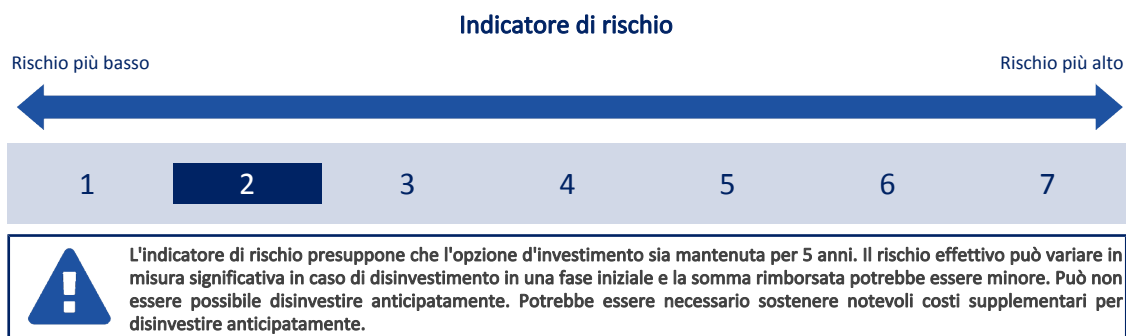 Indicatore di rischio
Rischio più basso
Rischio più alto
1 2 3 4 5 6 7
L'indicatore di rischio presuppone che l'opzione d'investimento sia mantenuta per 5 anni. Il rischio effettivo può variare in
misura significativa in caso di disinvestimento in una fase iniziale e la somma rimborsata potrebbe essere minore. Può non
essere possibile disinvestire anticipatamente. Potrebbe essere necessario sostenere notevoli costi supplementari per
disinvestire anticipatamente.